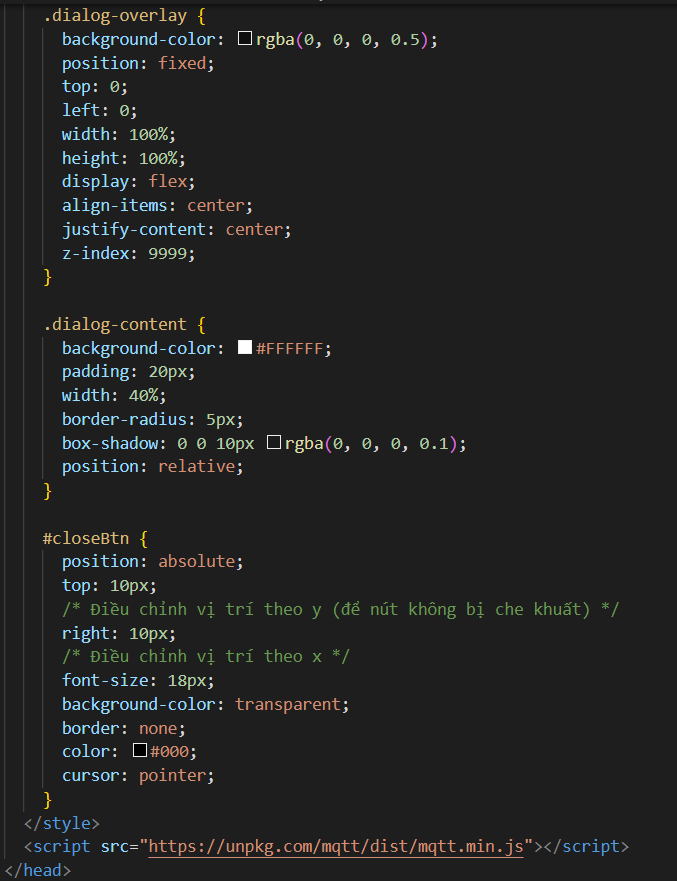 .dialog-overlay {
background-color: rgba(0, 0, 0, 0.5);
position: fixed;
top: 0;
left: 0;
width: 100%;
height: 100%;
display: flex;
align-items: center;
justify-content: center;
z-index: 9999;
}
.dialog-content {
background-color: #FFFFFF;
padding: 20px;
width: 40%;
border-radius: 5px;
box-shadow: 0 0 10px rgba(0, 0, 0, 0.1);
position: relative;
}
#closeBtn {
position: absolute;
top: 10px;
/* Điều chỉnh vị trí theo y (để nút không bị che khuất) */
right: 10px;
/* Điều chỉnh vị trí theo x */
font-size: 18px;
background-color: transparent;
border: none;
color: #000;
cursor: pointer;
}
</style>
<script src="https://unpkg.com/mqtt/dist/mqtt.min.js"></script>
</head>